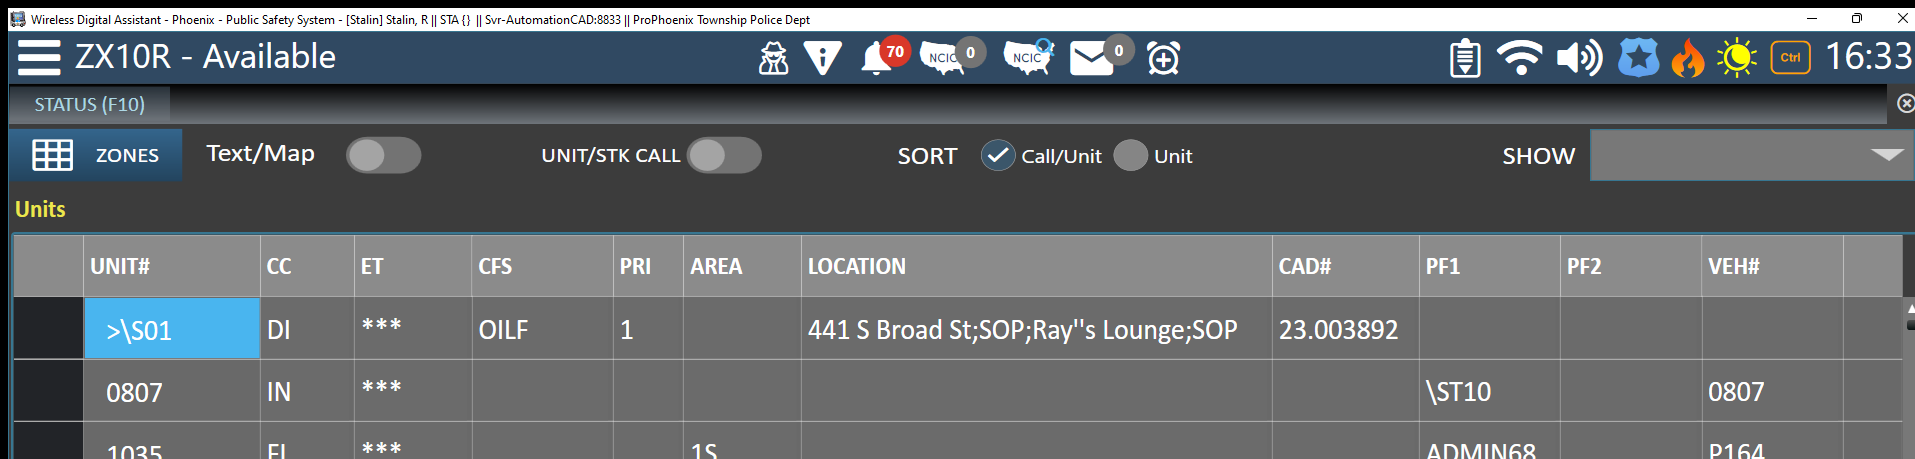 Wireless Digital Assistant - Phoenix - Public Safety System - [Stalin] Stalin, R || STA {} || Svr-AutomationCAD:8833 || ProPhoenix Township Police Dept
ZX10R - Available 70 NCIC 0 NCIC 0 Ctrl 16:33
STATUS (F10)
ZONES Text/Map UNIT/STK CALL SORT Call/Unit Unit SHOW
Units
UNIT# CC ET CFS PRI AREA LOCATION CAD# PF1 PF2 VEH#
>\S01 DI *** OILF 1 441 S Broad St;SOP;Ray''s Lounge;SOP 23.003892
0807 IN *** \ST10 0807
1035 *** 1S ADMIN68 P164